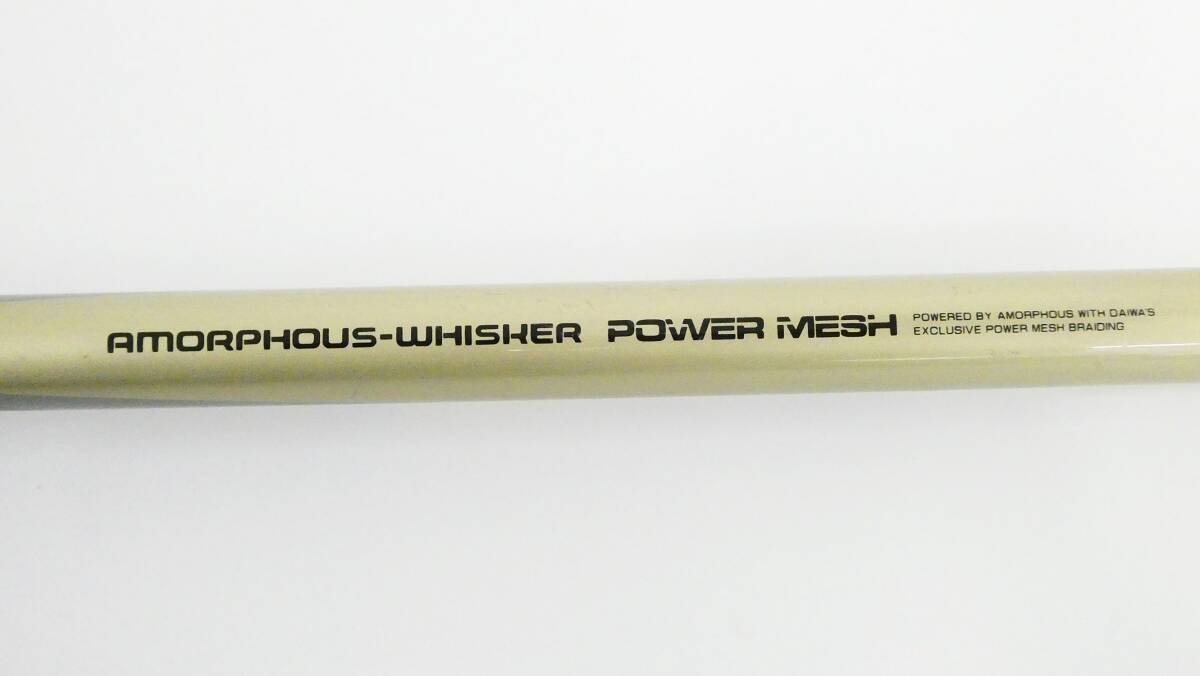 AMORPHOUS-WHISKER POWER MESH
POWERED BY AMORPHOUS WITH DAIWA'S
EXCLUSIVE POWER MESH BRAIDING